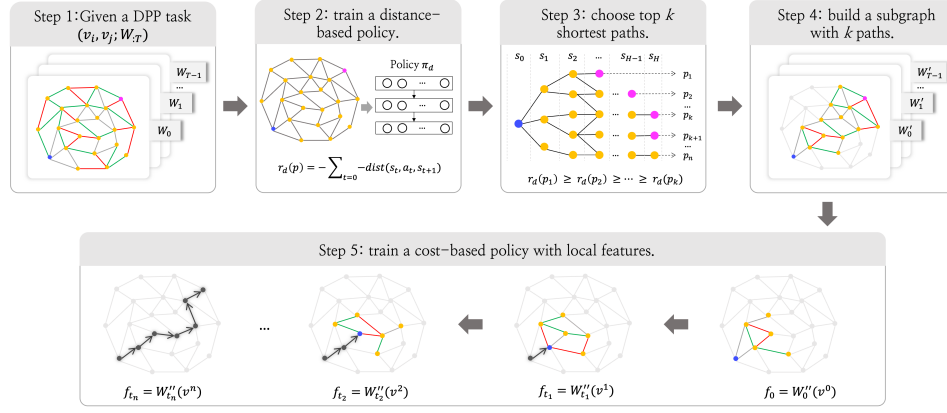 Step 1:Given a DPP task
(v_i, v_j; W_{:T})
W_{T−1}
...
W_1
W_0
Step 2: train a distance-
based policy.
Policy π_d
...
...
...
r_d(p) = −∑_{t=0} -dist(s_t, a_t, s_{t+1})
Step 3: choose top k
shortest paths.
s_0 s_1 s_2 ... s_{H−1} s_H
p_1
... p_2
...
... p_k
... p_{k+1}
...
... p_n
r_d(p_1) ≥ r_d(p_2) ≥ ⋯ ≥ r_d(p_k)
Step 4: build a subgraph
with k paths.
W'_{T−1}
...
W'_1
W'_0
Step 5: train a cost-based policy with local features.
...
f_{t_n} = W''_{t_n}(v^n)
f_{t_2} = W''_{t_2}(v^2)
f_{t_1} = W''_{t_1}(v^1)
f_0 = W''_0(v^0)